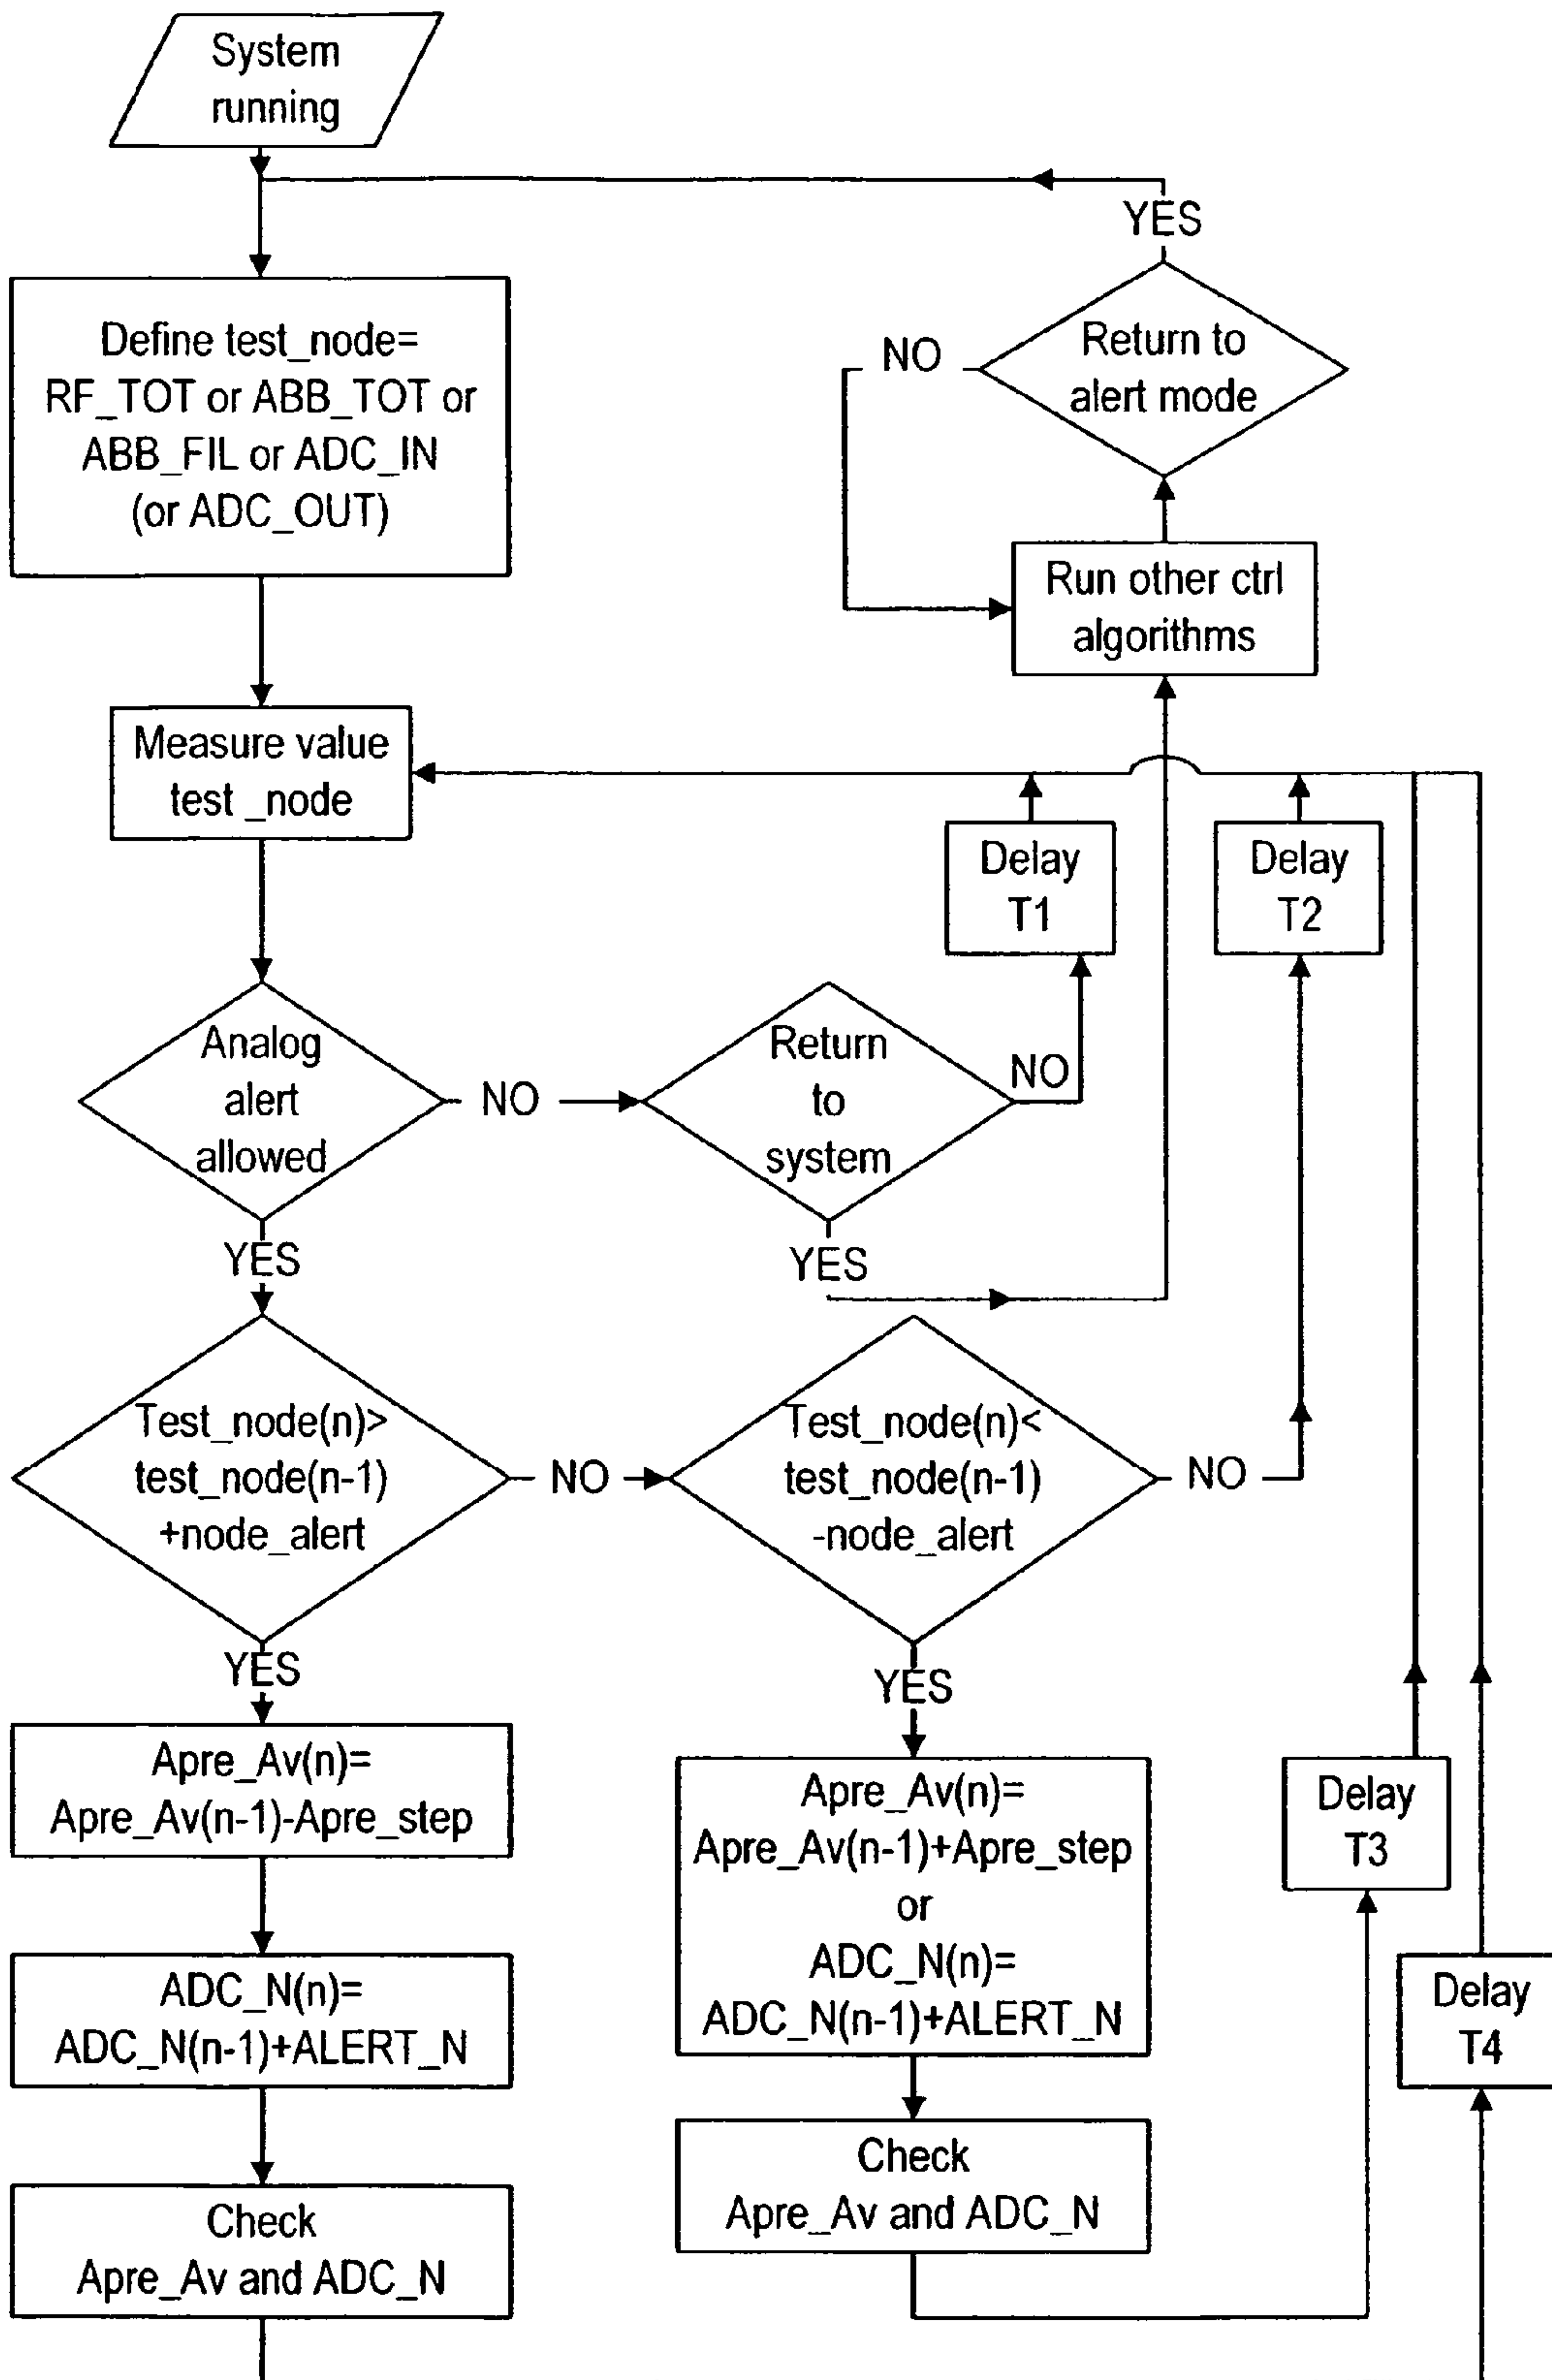 System
running
YES
Define test_node=
RF_TOT or ABB_TOT or
ABB_FIL or ADC_IN
(or ADC_OUT)
NO
Return to
alert mode
Run other ctrl
algorithms
Measure value
test _node
Delay
T1
Delay
T2
Analog
alert
allowed
NO
Return
to
system
NO
YES
YES
Test_node(n)>
test_node(n-1)
+node_alert
NO
Test_node(n)<
test_node(n-1)
-node_alert
NO
YES
YES
Apre_Av(n)=
Apre_Av(n-1)-Apre_step
Apre_Av(n)=
Apre_Av(n-1)+Apre_step
or
ADC_N(n)=
ADC_N(n-1)+ALERT_N
Delay
T3
ADC_N(n)=
ADC_N(n-1)+ALERT_N
Delay
T4
Check
Apre_Av and ADC_N
Check
Apre_Av and ADC_N